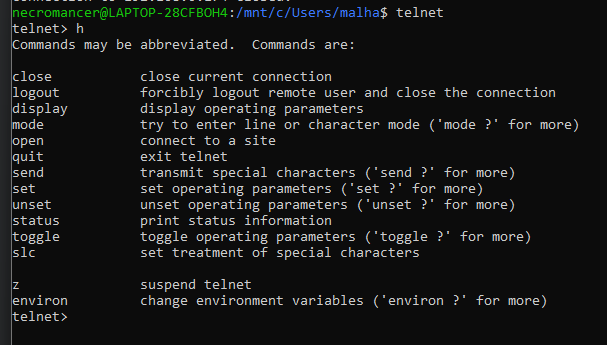 necromancer@LAPTOP-28CFBOH4:/mnt/c/Users/malha$ telnet
telnet> h
Commands may be abbreviated.  Commands are:

close           close current connection
logout          forcibly logout remote user and close the connection
display         display operating parameters
mode            try to enter line or character mode ('mode ?' for more)
open            connect to a site
quit            exit telnet
send            transmit special characters ('send ?' for more)
set             set operating parameters ('set ?' for more)
unset           unset operating parameters ('unset ?' for more)
status          print status information
toggle          toggle operating parameters ('toggle ?' for more)
slc             set treatment of special characters

z               suspend telnet
environ         change environment variables ('environ ?' for more)
telnet>